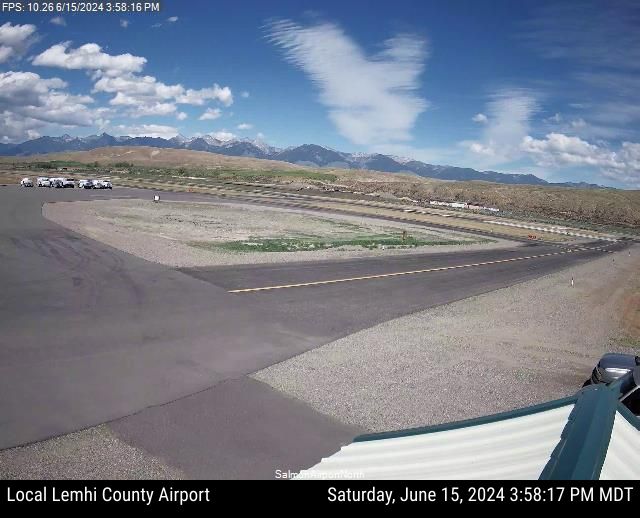 FPS: 10.26 6/15/2024 3:58:16 PM
SalmonAirportNorth
Local Lemhi County Airport
Saturday, June 15, 2024 3:58:17 PM MDT